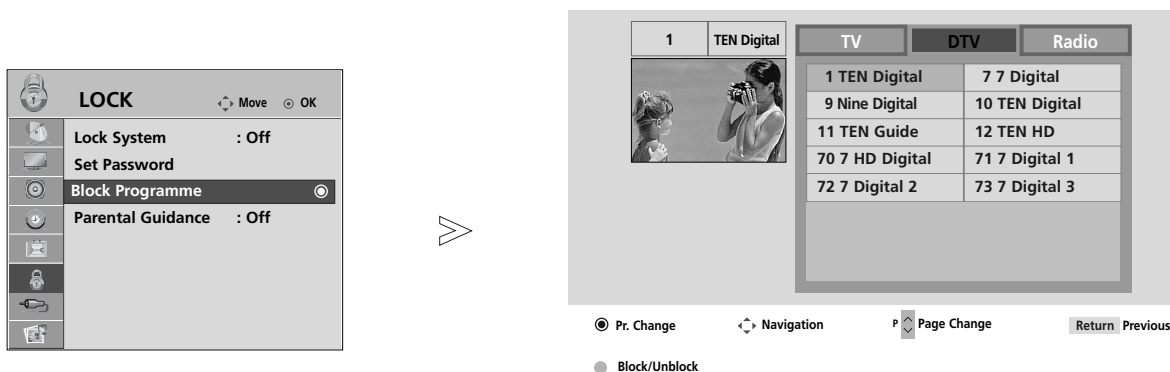 LOCK Move OK
Lock System : Off
Set Password
Block Programme
Parental Guidance : Off
1 TEN Digital
TV DTV Radio
1 TEN Digital 7 7 Digital
9 Nine Digital 10 TEN Digital
11 TEN Guide 12 TEN HD
70 7 HD Digital 71 7 Digital 1
72 7 Digital 2 73 7 Digital 3
Pr. Change Navigation P Page Change Return Previous
Block/Unblock